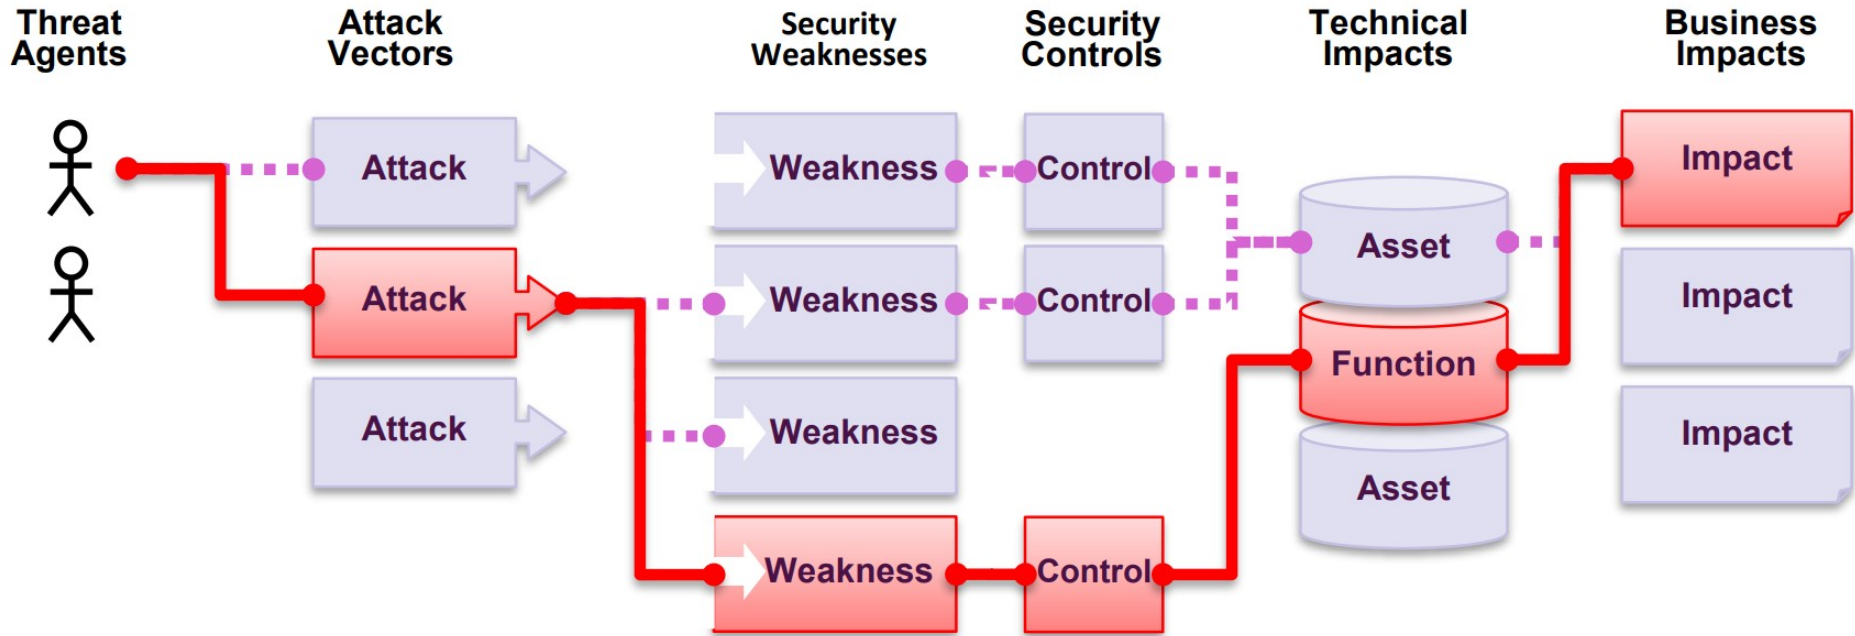 Threat
Agents
Attack
Vectors
Security
Weaknesses
Security
Controls
Technical
Impacts
Business
Impacts
Attack
Weakness
Control
Impact
Asset
Attack
Weakness
Control
Impact
Function
Attack
Weakness
Impact
Asset
Weakness
Control